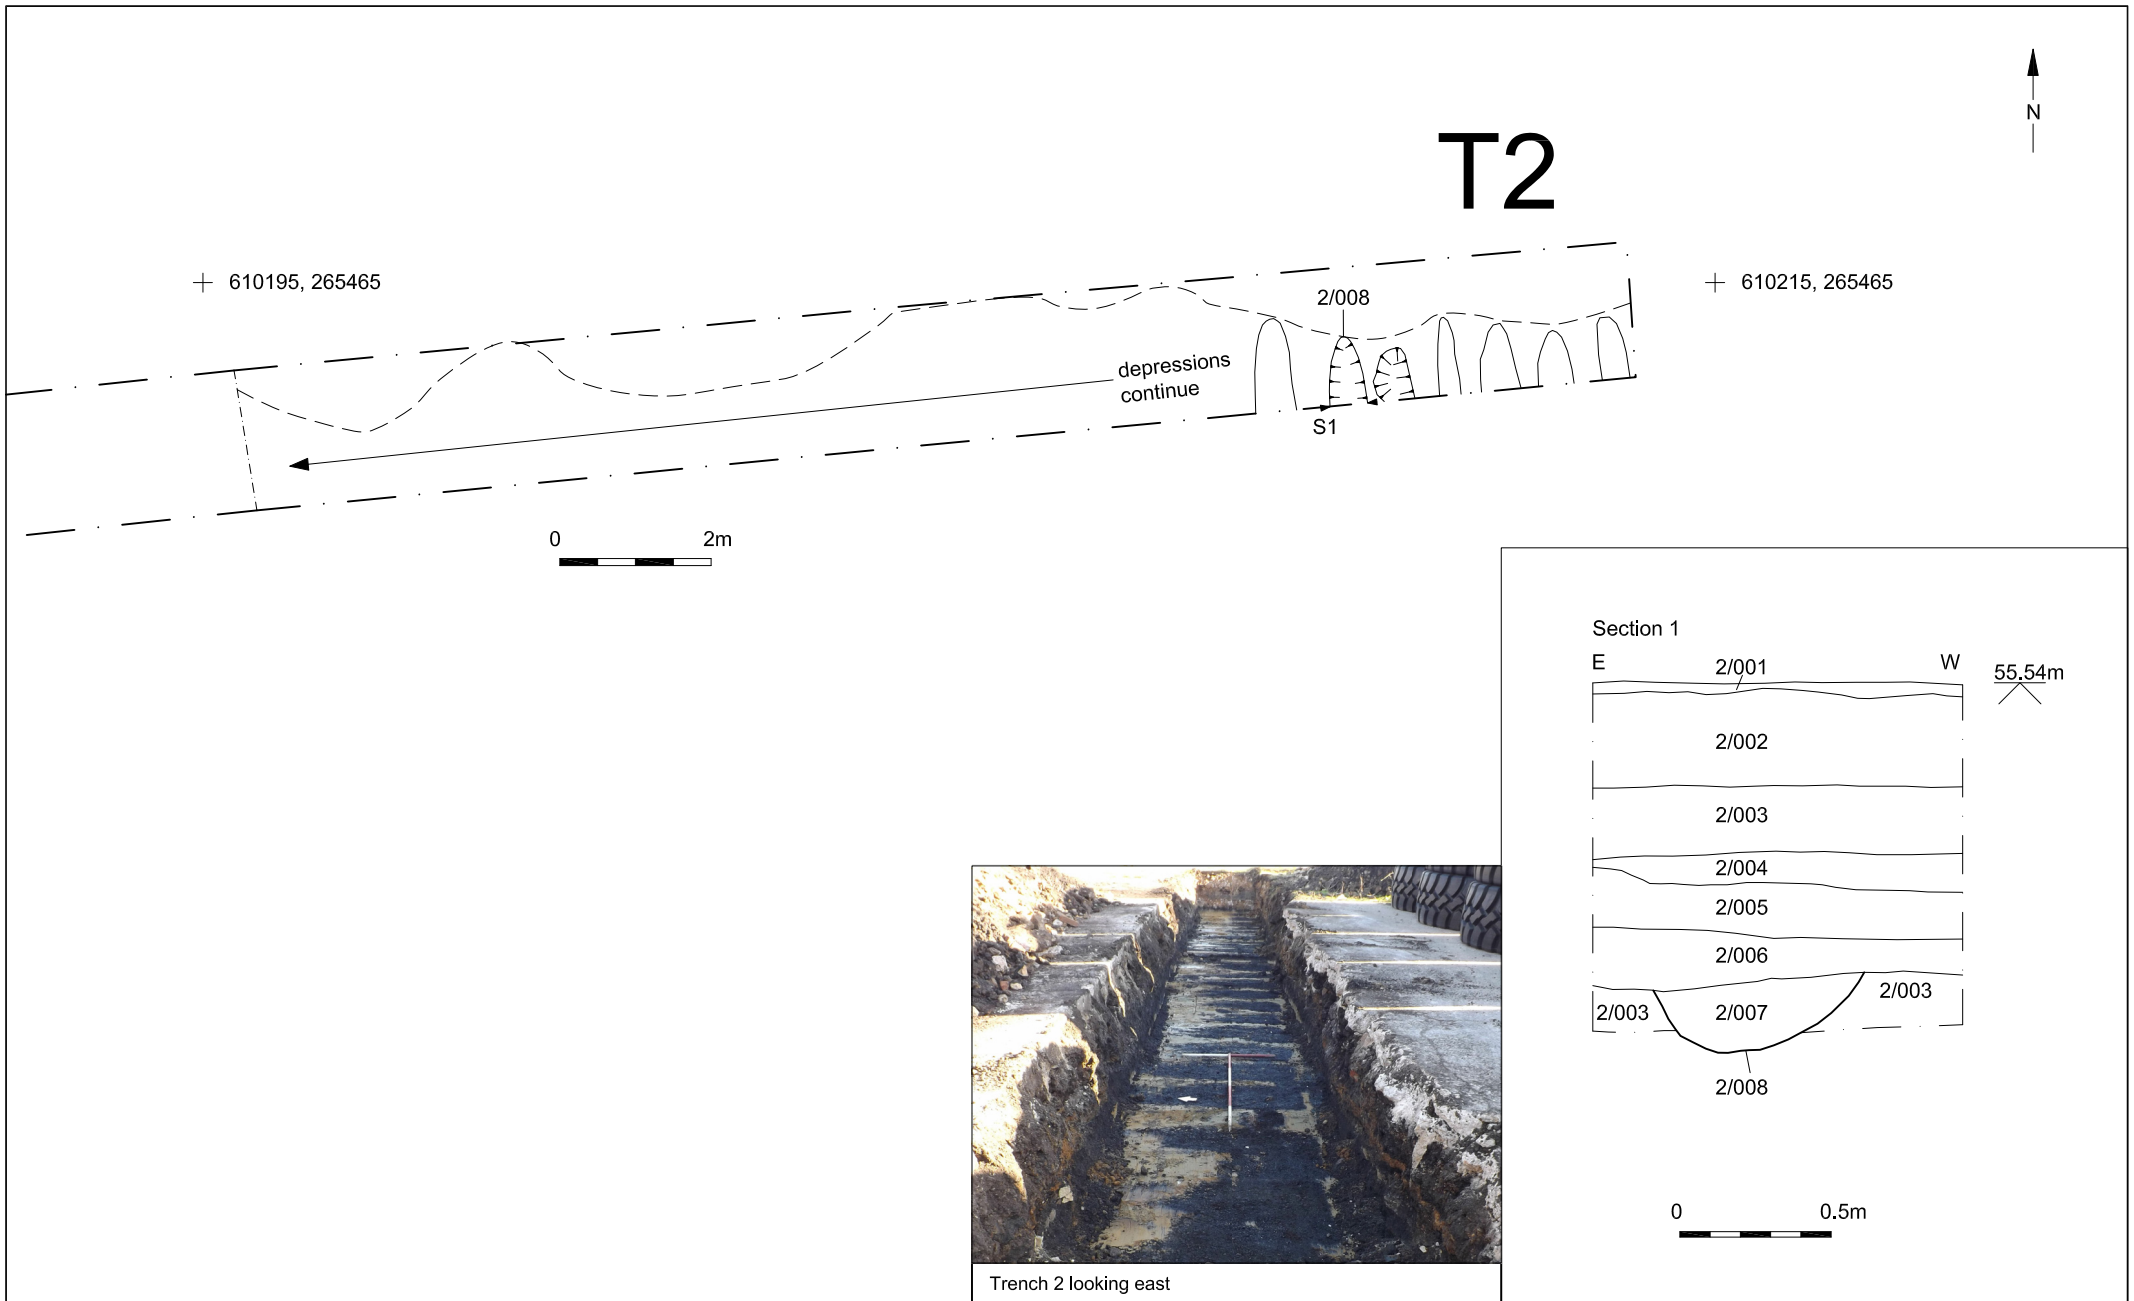 N
T2
610195, 265465
610215, 265465
2/008
depressions
continue
S1
0 2m
Section 1
E W
2/001
55.54m
2/002
2/003
2/004
2/005
2/006
2/003 2/007 2/003
2/008
0 0.5m
Trench 2 looking east